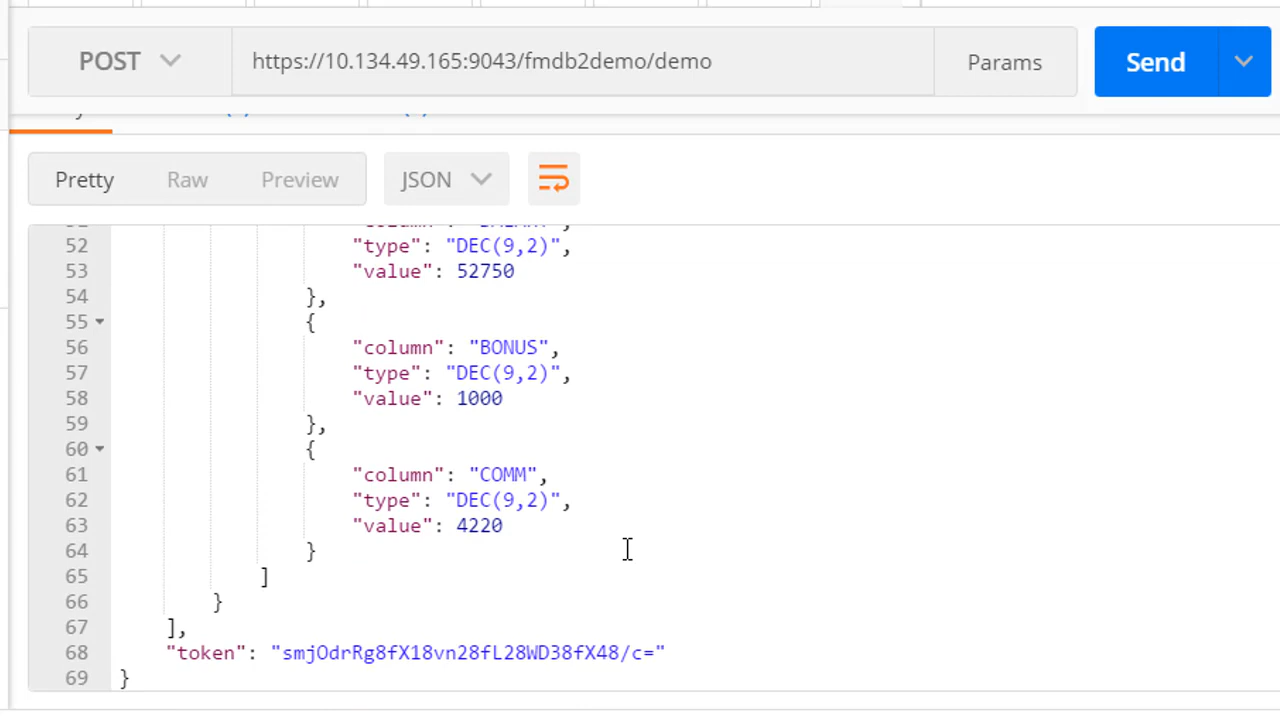 POST https://10.134.49.165:9043/fmdb2demo/demo Params Send
Pretty Raw Preview JSON
52 "type": "DEC(9,2)",
53 "value": 52750
54 },
55 {
56 "column": "BONUS",
57 "type": "DEC(9,2)",
58 "value": 1000
59 },
60 {
61 "column": "COMM",
62 "type": "DEC(9,2)",
63 "value": 4220
64 }
65 ]
66 }
67 ],
68 "token": "smjOdrRg8fX18vn28fL28WD38fX48/c="
69 }